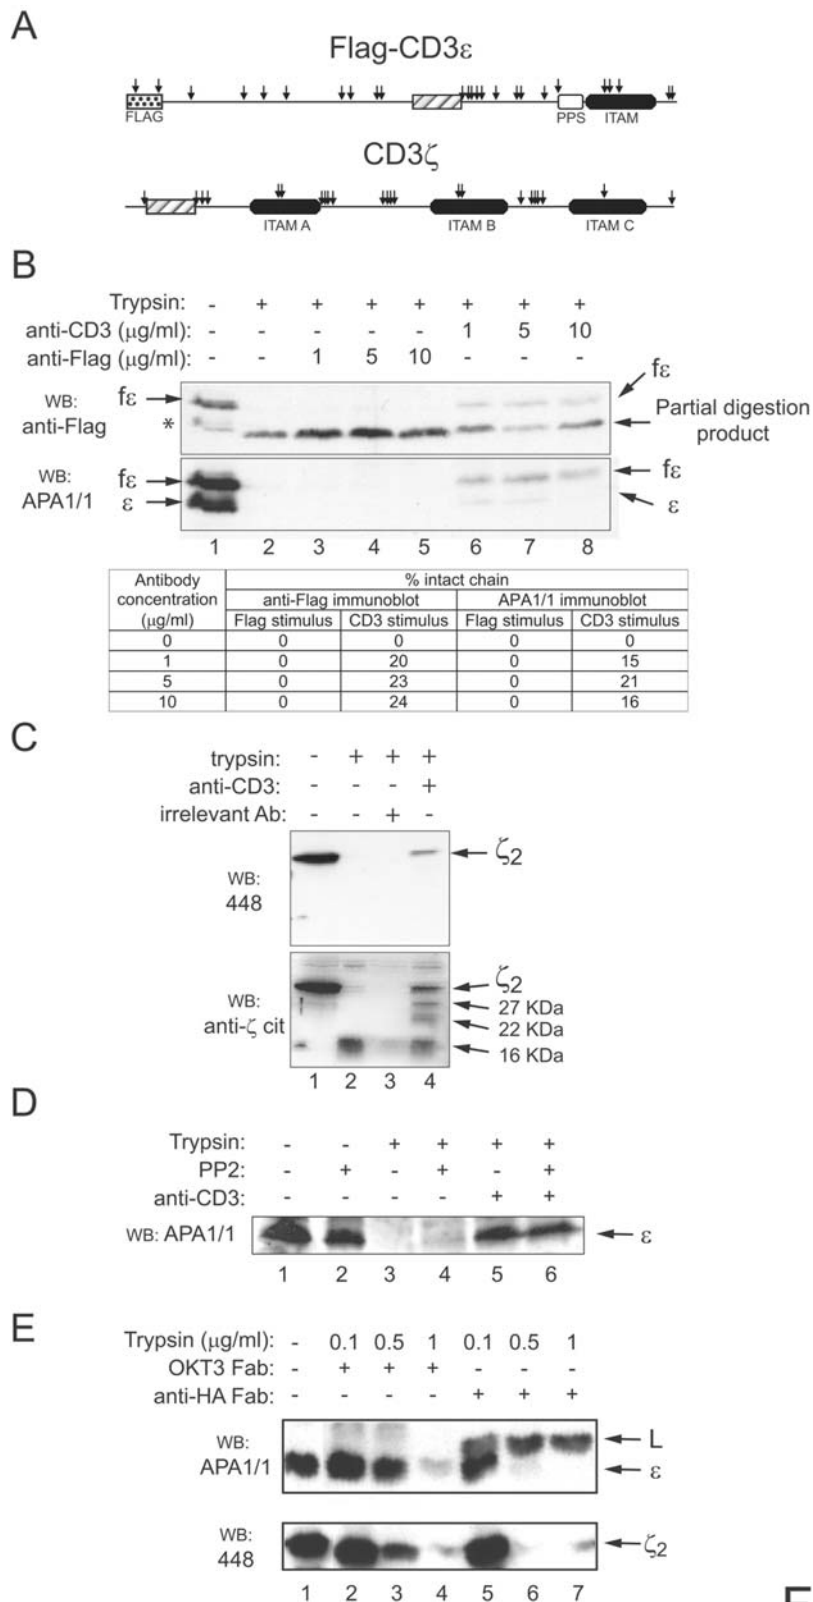 A
Flag-CD3ε
FLAG
PPS
ITAM
CD3ζ
ITAM A
ITAM B
ITAM C
B
Trypsin: - + + + + + + +
anti-CD3 (µg/ml): - - - - - 1 5 10
anti-Flag (µg/ml): - - 1 5 10 - - -
WB: anti-Flag
fε
*
fε
Partial digestion product
WB: APA1/1
fε
ε
fε
ε
1 2 3 4 5 6 7 8
Antibody concentration (µg/ml) % intact chain
anti-Flag immunoblot APA1/1 immunoblot
Flag stimulus CD3 stimulus Flag stimulus CD3 stimulus
0 0 0 0 0
1 0 20 0 15
5 0 23 0 21
10 0 24 0 16
C
trypsin: - + + +
anti-CD3: - - - +
irrelevant Ab: - - + -
WB: 448
ζ2
WB: anti-ζ cit
ζ2
27 KDa
22 KDa
16 KDa
1 2 3 4
D
Trypsin: - - + + + +
PP2: - + - + - +
anti-CD3: - - - - + +
WB: APA1/1
ε
1 2 3 4 5 6
E
Trypsin (µg/ml): - 0.1 0.5 1 0.1 0.5 1
OKT3 Fab: - + + + - - -
anti-HA Fab: - - - - + + +
WB: APA1/1
L
ε
WB: 448
ζ2
1 2 3 4 5 6 7